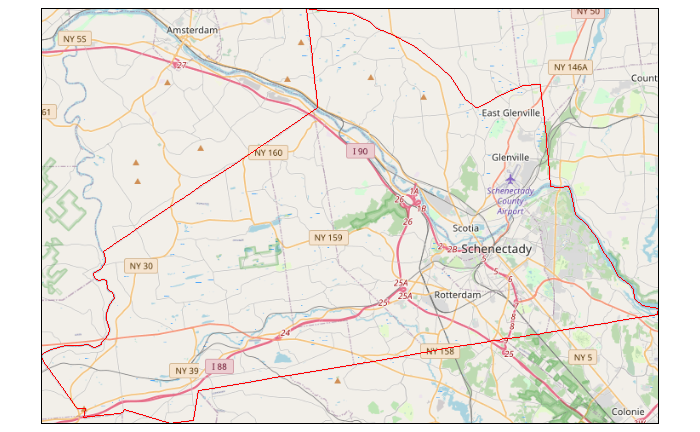 NY 50
Amsterdam
NY 55
27
NY 146A
Count
61
East Glenville
NY 160
I 90
Glenville
Schenectady
County
Airport
1A
26
1B
26
Scotia
NY 159
2
2B
Schenectady
5
NY 30
5
6
25A
25A
Rotterdam
25
8
8
24
9
NY 158
25
NY 5
NY 39
I 88
Colonie